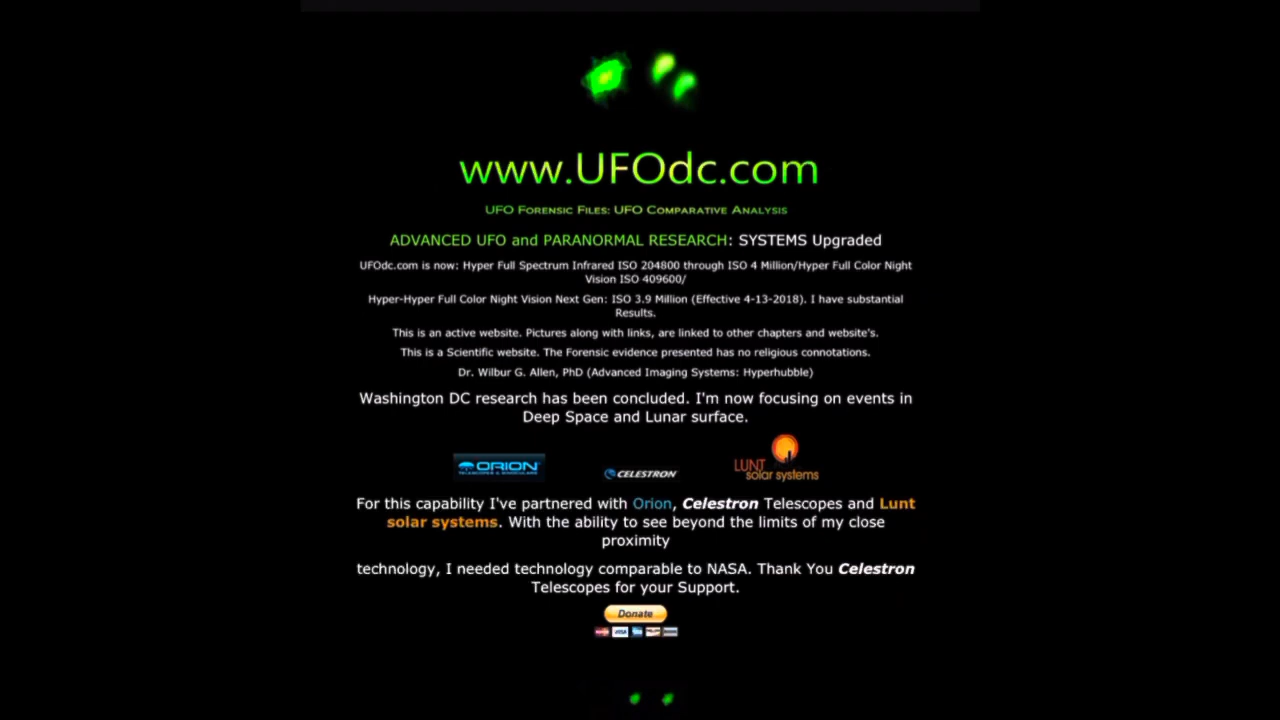 www.UFOdc.com
UFO Forensic Files: UFO Comparative Analysis
ADVANCED UFO and PARANORMAL RESEARCH: SYSTEMS Upgraded
UFOdc.com is now: Hyper Full Spectrum Infrared ISO 204800 through ISO 4 Million/Hyper Full Color Night
Vision ISO 409600/
Hyper-Hyper Full Color Night Vision Next Gen: ISO 3.9 Million (Effective 4-13-2018). I have substantial
Results.
This is an active website. Pictures along with links, are linked to other chapters and website's.
This is a Scientific website. The Forensic evidence presented has no religious connotations.
Dr. Wilbur G. Allen, PhD (Advanced Imaging Systems: Hyperhubble)
Washington DC research has been concluded. I'm now focusing on events in
Deep Space and Lunar surface.
ORION
TELESCOPES & BINOCULARS
CELESTRON
LUNT
solar systems
For this capability I've partnered with Orion, Celestron Telescopes and Lunt
solar systems. With the ability to see beyond the limits of my close
proximity
technology, I needed technology comparable to NASA. Thank You Celestron
Telescopes for your Support.
Donate
VISA